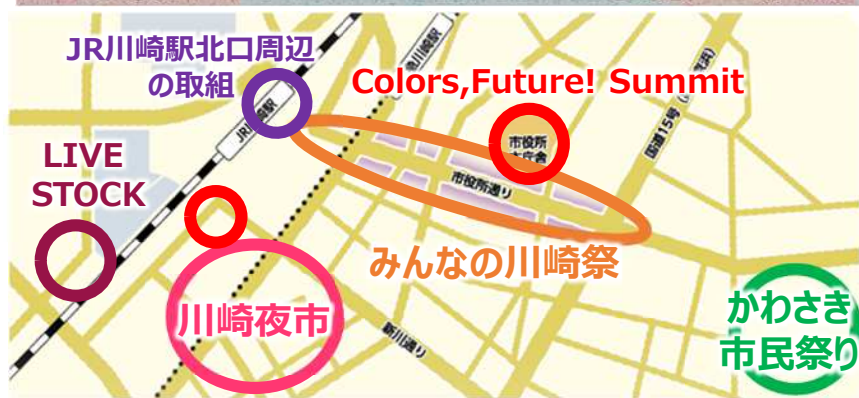 JR川崎駅北口周辺
の取組
Colors,Future! Summit
JR川崎駅
市役所
本庁舎
国道15号
市役所通り
LIVE
STOCK
みんなの川崎祭
川崎夜市
新川通り
かわさき
市民祭り